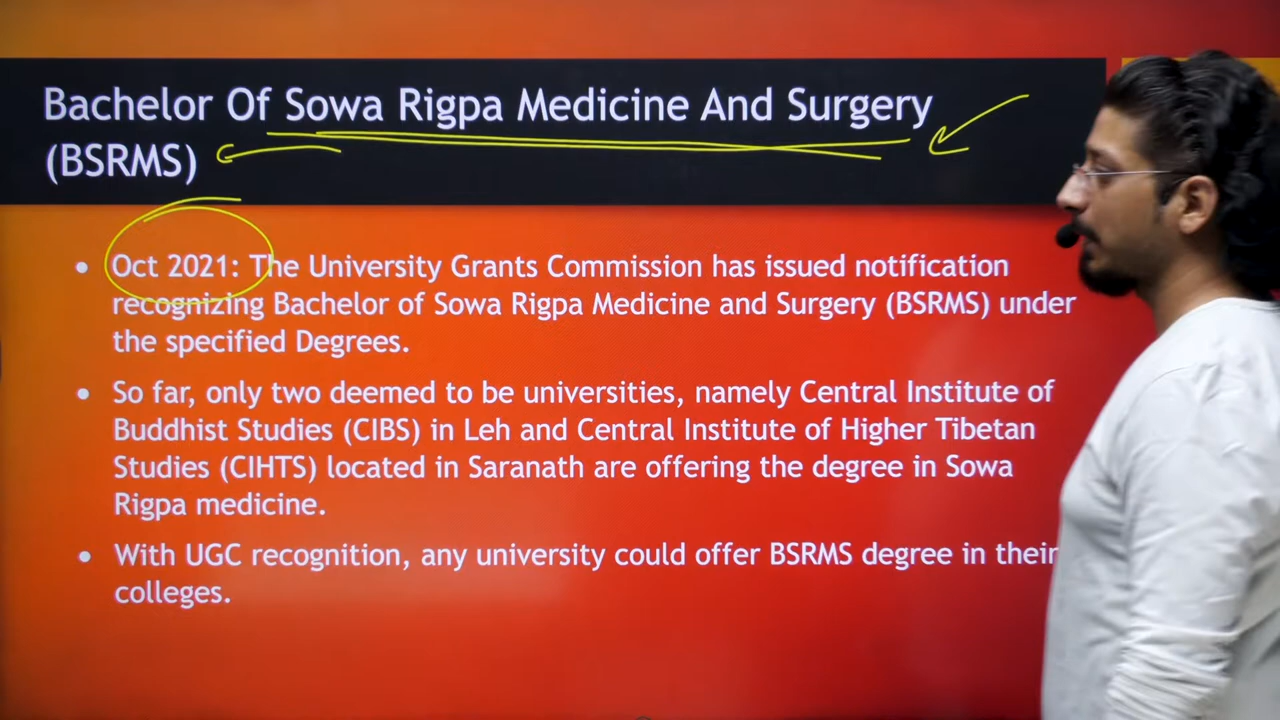 Bachelor Of Sowa Rigpa Medicine And Surgery
(BSRMS)
• Oct 2021: The University Grants Commission has issued notification
recognizing Bachelor of Sowa Rigpa Medicine and Surgery (BSRMS) under
the specified Degrees.
• So far, only two deemed to be universities, namely Central Institute of
Buddhist Studies (CIBS) in Leh and Central Institute of Higher Tibetan
Studies (CIHTS) located in Saranath are offering the degree in Sowa
Rigpa medicine.
• With UGC recognition, any university could offer BSRMS degree in their
colleges.